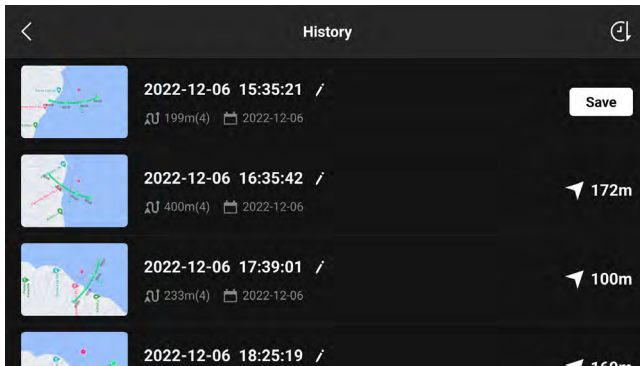 History
2022-12-06 15:35:21
199m(4) 2022-12-06
Save
2022-12-06 16:35:42
400m(4) 2022-12-06
172m
2022-12-06 17:39:01
233m(4) 2022-12-06
100m
2022-12-06 18:25:19